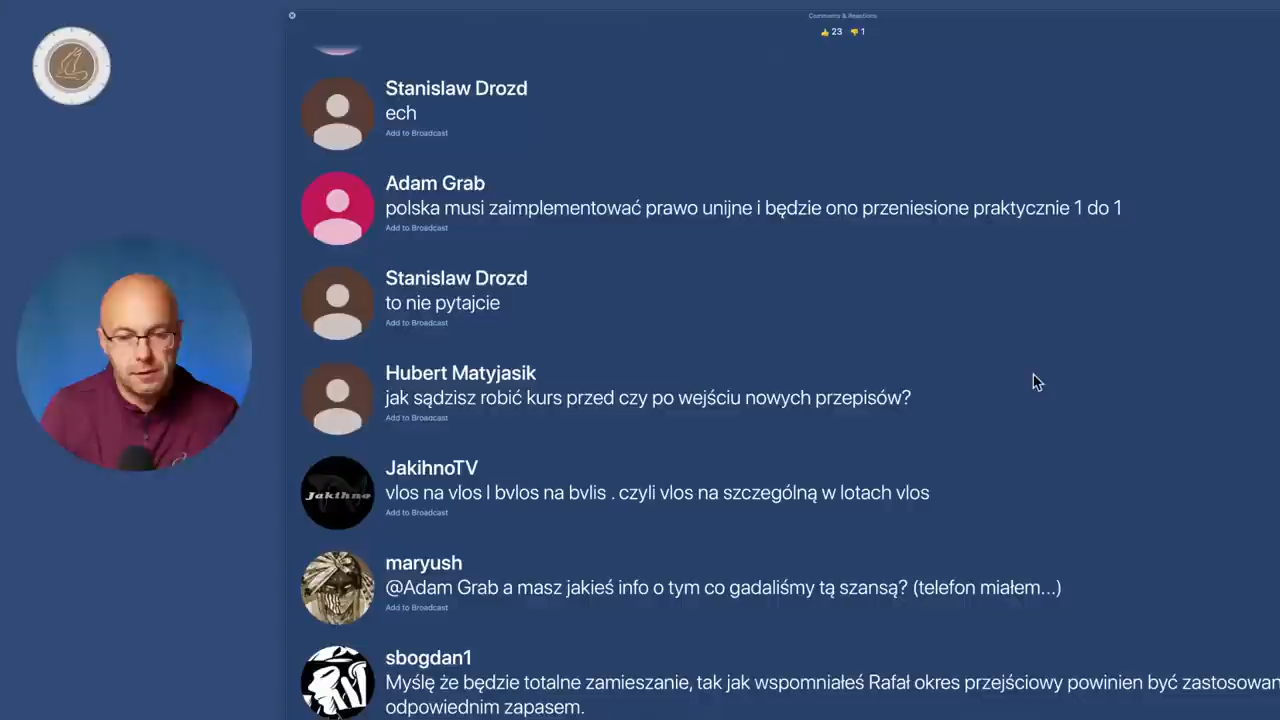 Comments & Reactions
👍 23 👎 1
Stanislaw Drozd
ech
Add to Broadcast
Adam Grab
polska musi zaimplementować prawo unijne i będzie ono przeniesione praktycznie 1 do 1
Add to Broadcast
Stanislaw Drozd
to nie pytajcie
Add to Broadcast
Hubert Matyjasik
jak sądzisz robić kurs przed czy po wejściu nowych przepisów?
Add to Broadcast
Jakihno
JakihnoTV
vlos na vlos I bvlos na bvlis . czyli vlos na szczególną w lotach vlos
Add to Broadcast
maryush
@Adam Grab a masz jakieś info o tym co gadaliśmy tą szansą? (telefon miałem...)
Add to Broadcast
sbogdan1
Myślę że będzie totalne zamieszanie, tak jak wspomniałeś Rafał okres przejściowy powinien być zastosowan
odpowiednim zapasem.